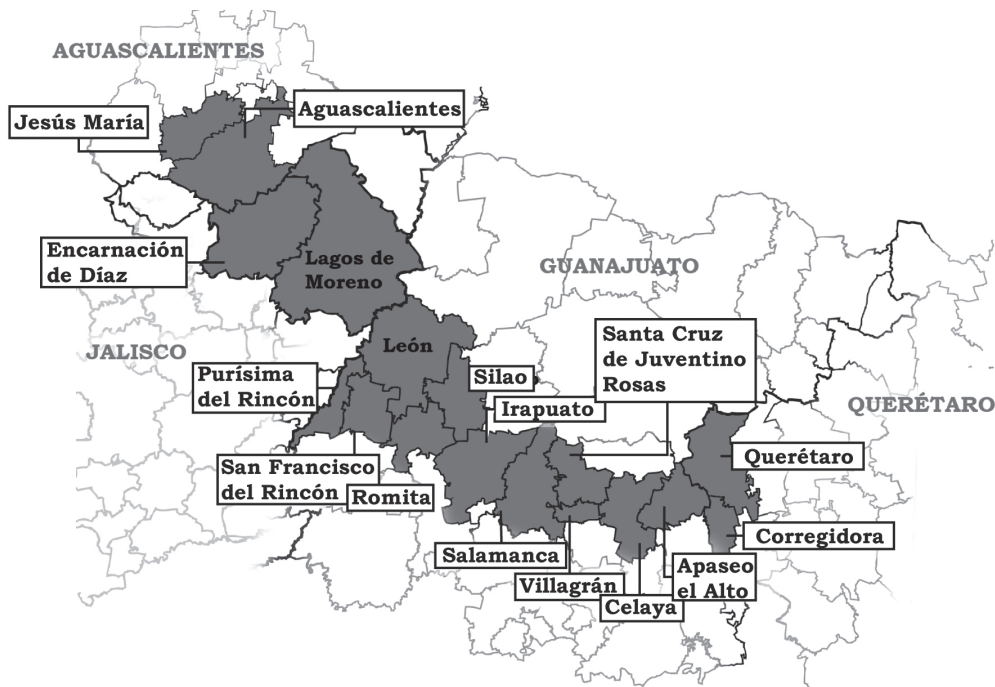 AGUASCALIENTES
Jesús María
Aguascalientes
Encarnación
de Díaz
Lagos de
Moreno
GUANAJUATO
JALISCO
León
Santa Cruz
de Juventino
Rosas
Purísima
del Rincón
Silao
Irapuato
QUERÉTARO
San Francisco
del Rincón
Romita
Querétaro
Salamanca
Corregidora
Villagrán
Apaseo
el Alto
Celaya